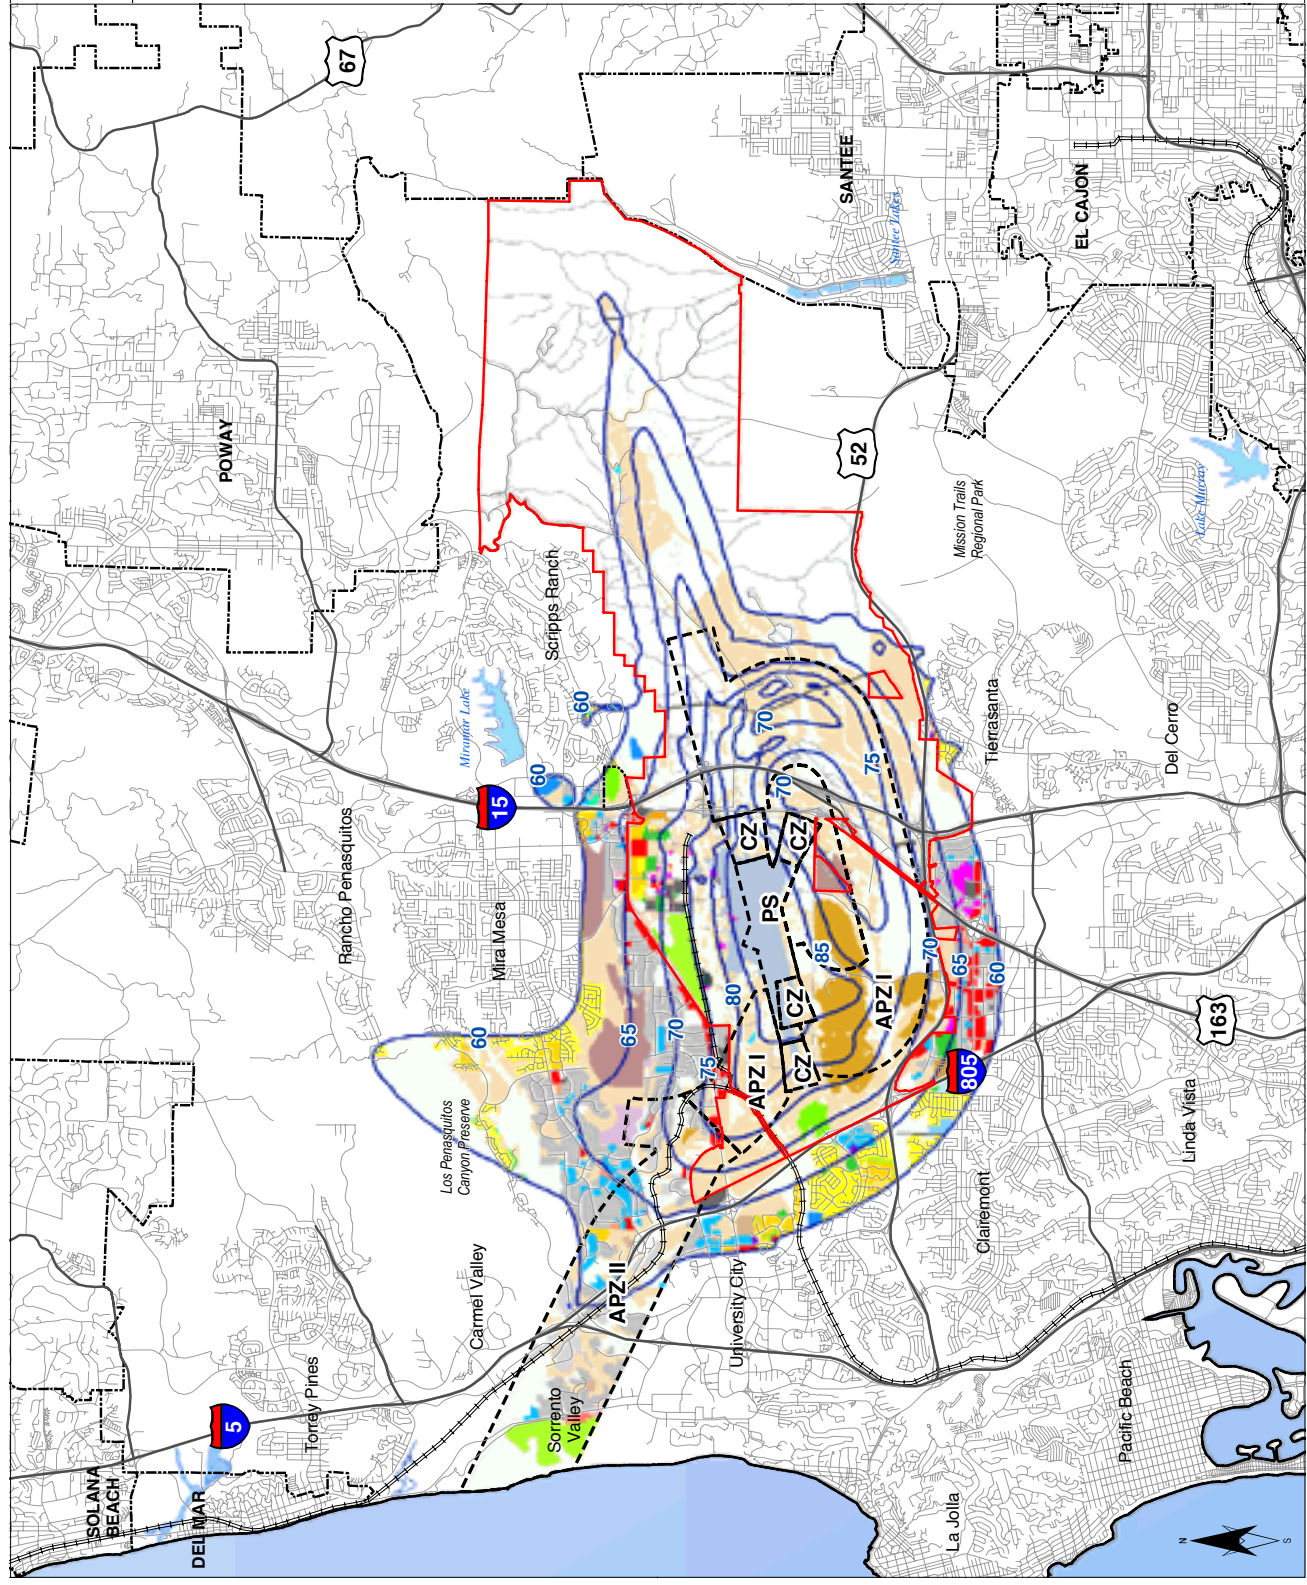 67
POWAY
SANTEE
Santee Lakes
EL CAJON
52
Mission Trails
Regional Park
Lake Murray
Scripps Ranch
Miramar Lake
60
60
15
Rancho Penasquitos
Mira Mesa
Tierrasanta
Del Cerro
70
75
70
CZ
CZ
PS
85
80
CZ
CZ
APZ I
APZ I
70
65
60
60
65
70
75
163
805
Los Penasquitos
Canyon Preserve
Linda Vista
Clairemont
Carmel Valley
APZ II
University City
Torrey Pines
Sorrento
Valley
5
Pacific Beach
La Jolla
SOLANA
BEACH
DEL MAR
N
S